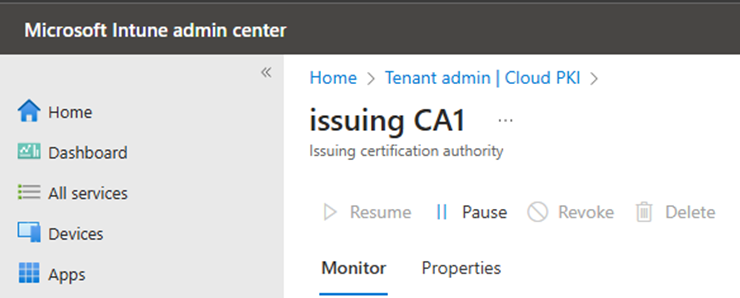 Microsoft Intune admin center
«
Home > Tenant admin | Cloud PKI >
Home
Dashboard
All services
Devices
Apps
issuing CA1 ...
Issuing certification authority
Resume Pause Revoke Delete
Monitor Properties